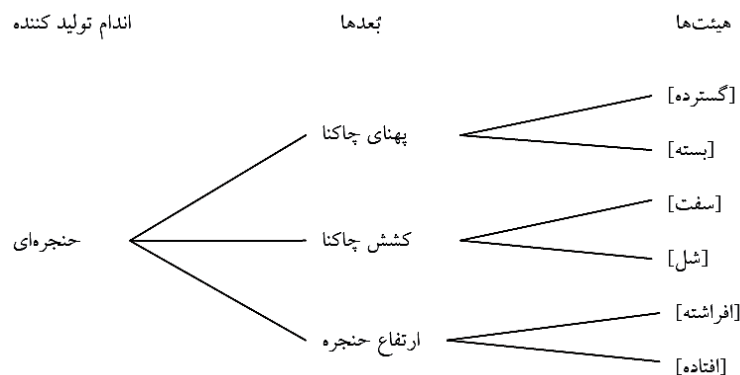 هیئت‌ها بُعدها اندام تولید کننده
[گسترده]
پهنای چاکنا
[بسته]
[سفت]
کشش چاکنا
حنجره‌ای
[شل]
[افراشته]
ارتفاع حنجره
[افتاده]